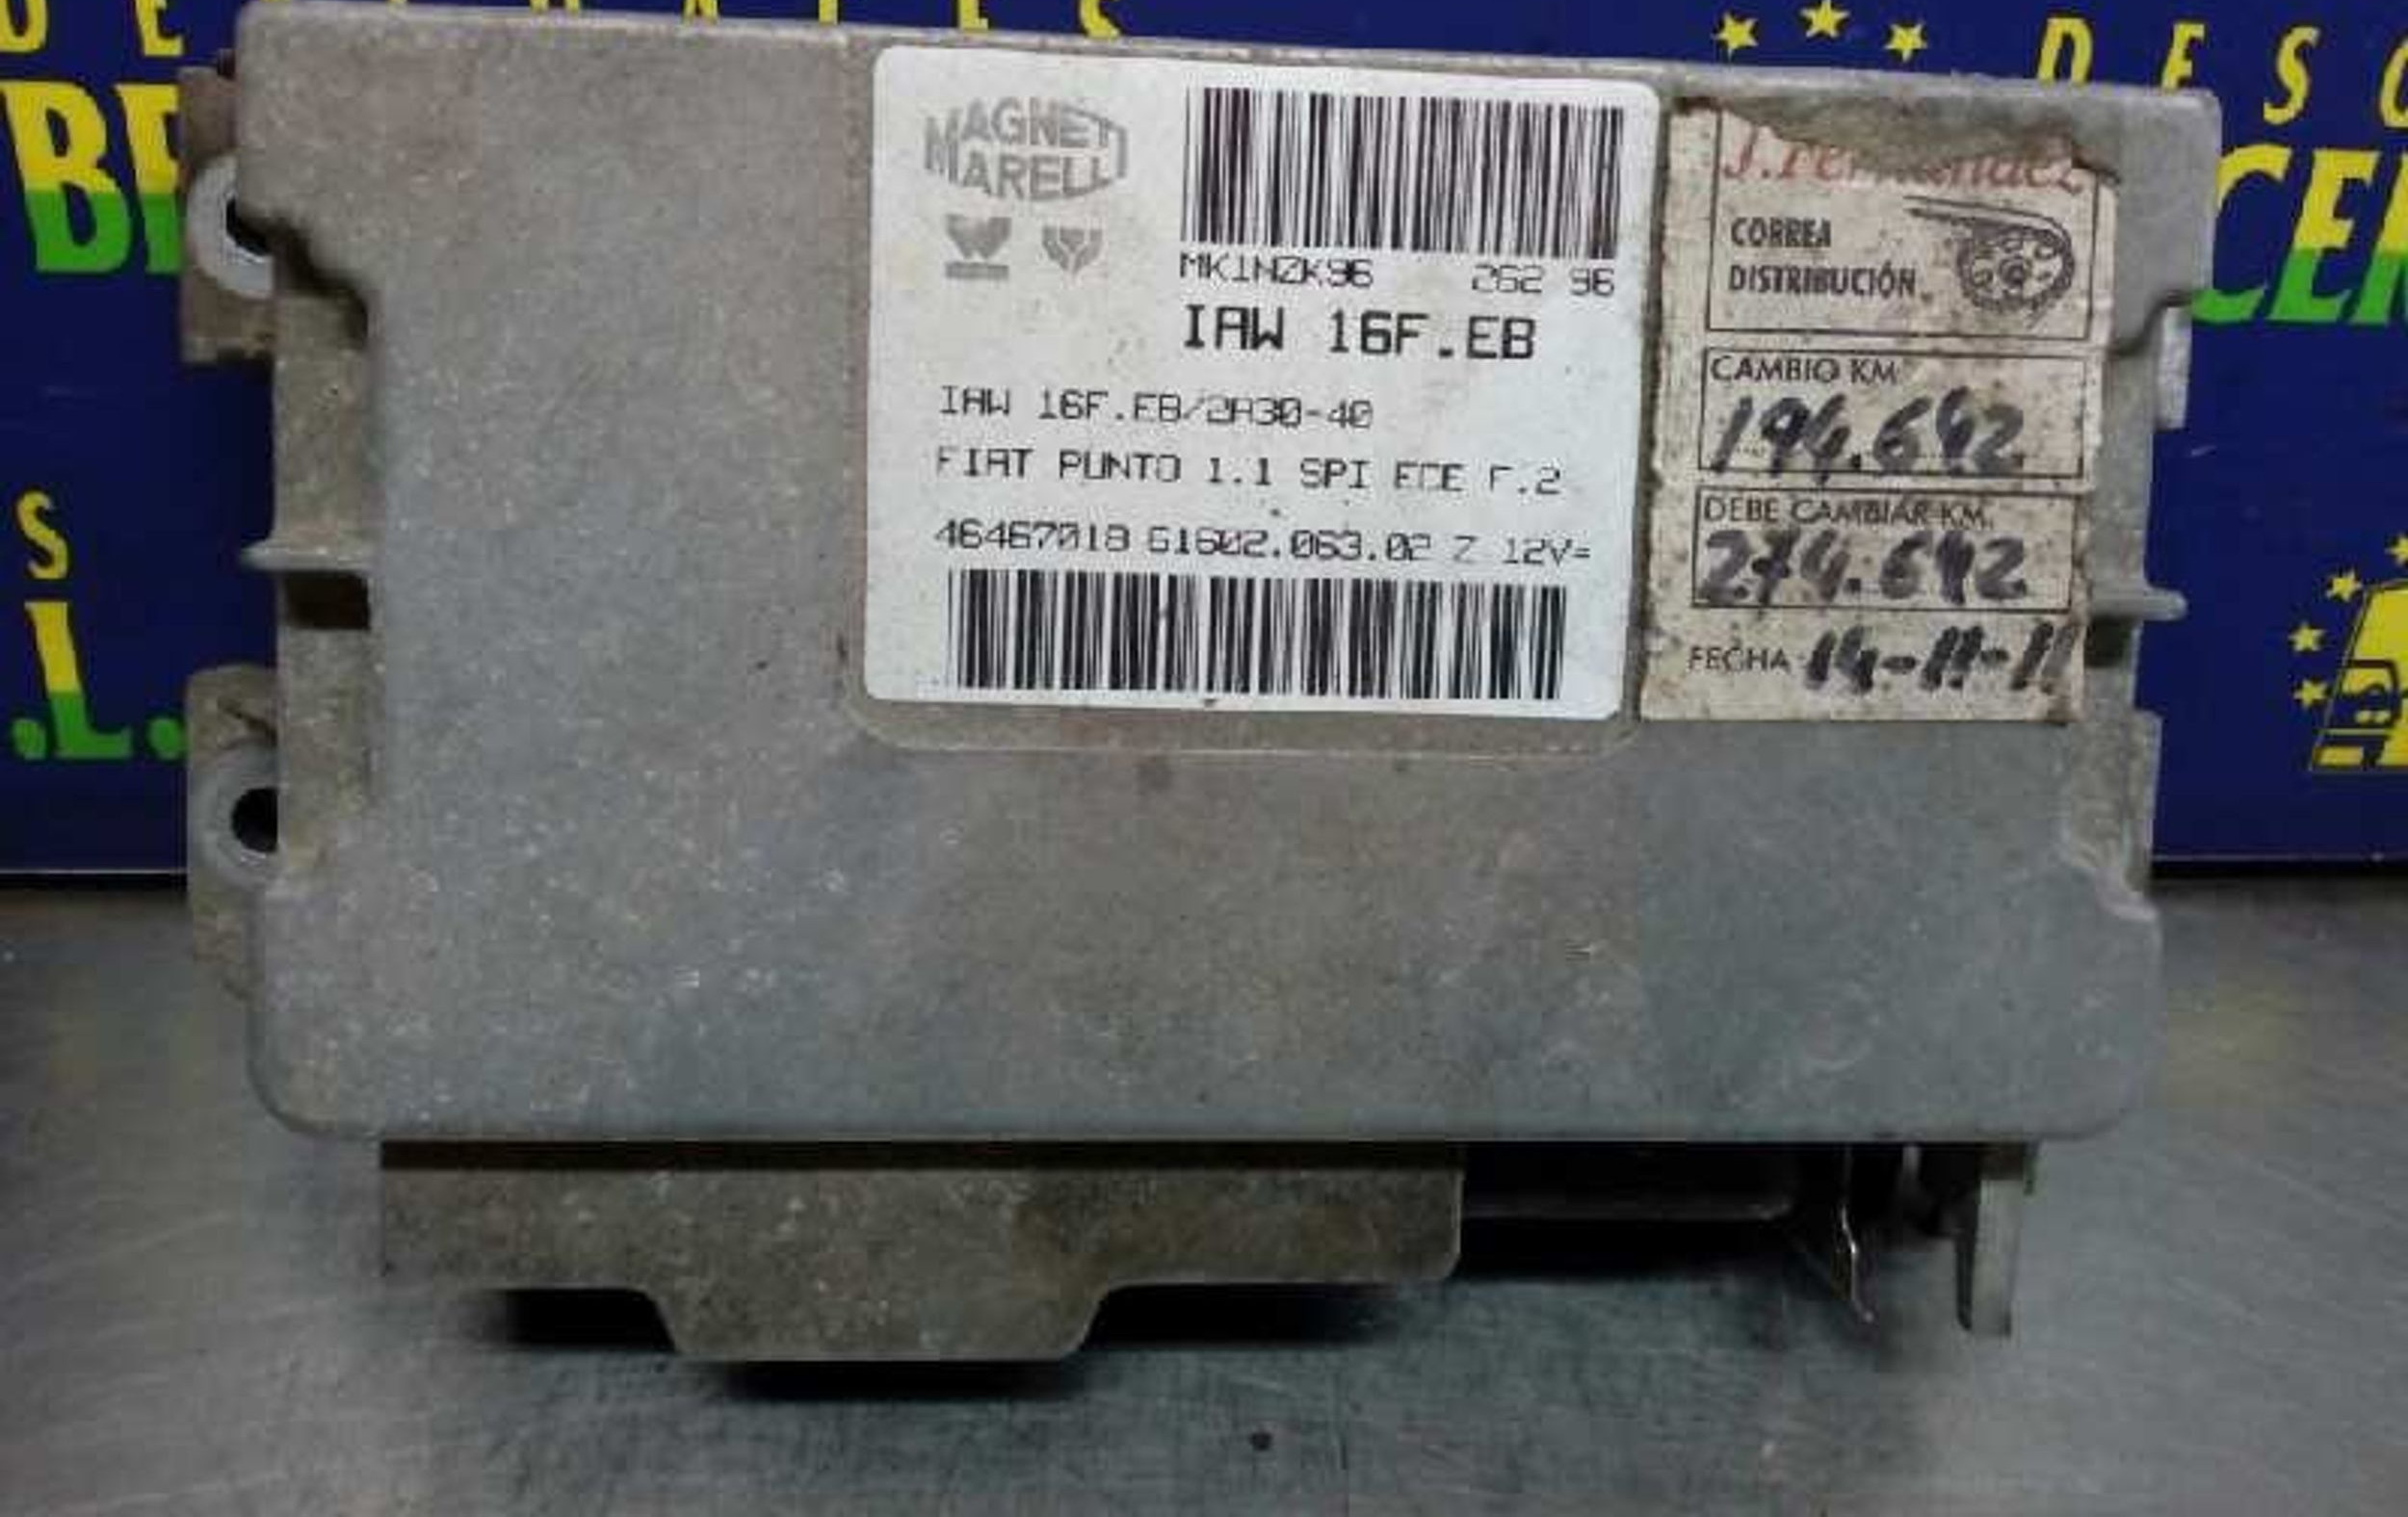 MAGNETI
MARELLI
MK1NZK96 262 96
IAW 16F.EB
IAW 16F.EB/2A30-40
FIAT PUNTO 1.1 SPI ECE F.2
46467018 61602.063.02 Z 12V=
J.Fernández
CORREA
DISTRIBUCIÓN
CAMBIO KM
194.642
DEBE CAMBIAR KM.
274.642
FECHA 14-11-11